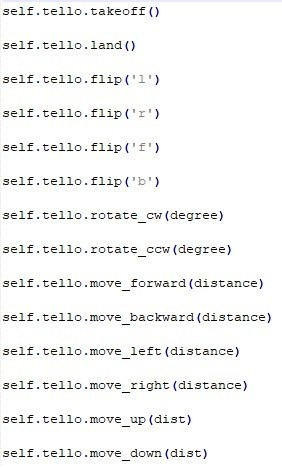 self.tello.takeoff()
self.tello.land()
self.tello.flip('l')
self.tello.flip('r')
self.tello.flip('f')
self.tello.flip('b')
self.tello.rotate_cw(degree)
self.tello.rotate_ccw(degree)
self.tello.move_forward(distance)
self.tello.move_backward(distance)
self.tello.move_left(distance)
self.tello.move_right(distance)
self.tello.move_up(dist)
self.tello.move_down(dist)